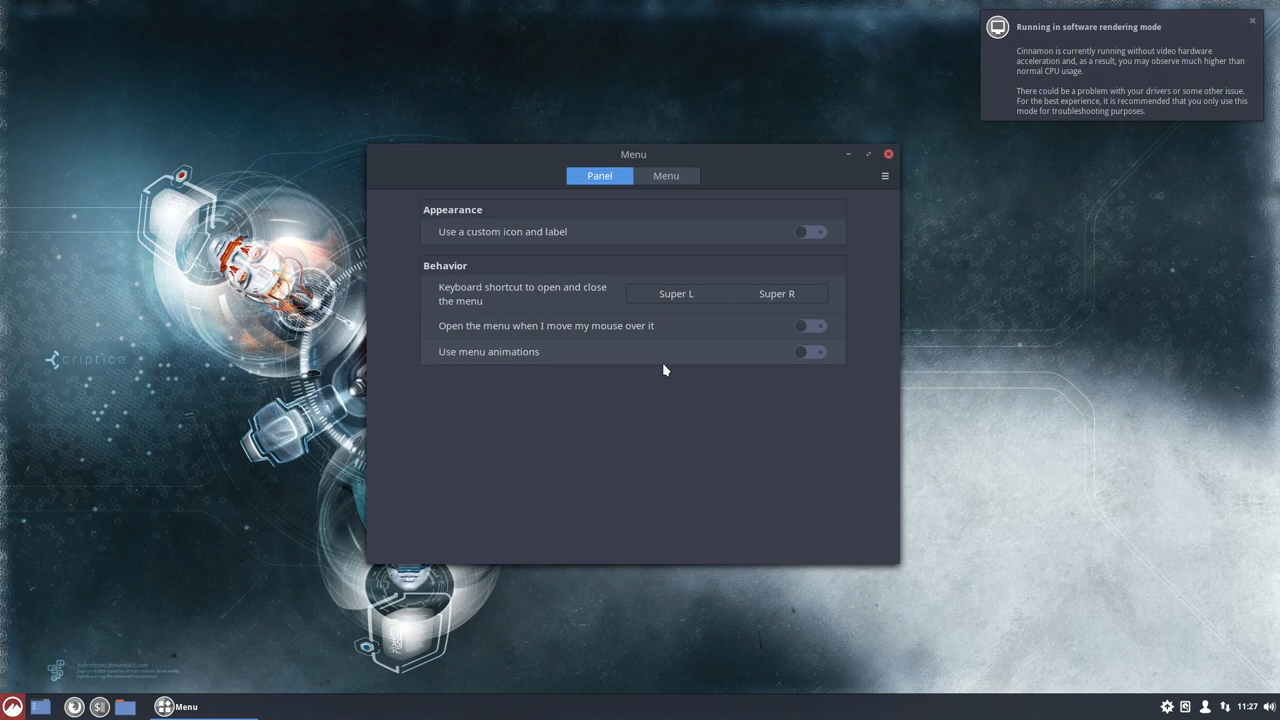 Running in software rendering mode
Cinnamon is currently running without video hardware
acceleration and, as a result, you may observe much higher than
normal CPU usage.
There could be a problem with your drivers or some other issue.
For the best experience, it is recommended that you only use this
mode for troubleshooting purposes.
Menu
Panel
Menu
Appearance
Use a custom icon and label
Behavior
Keyboard shortcut to open and close
the menu
Super L
Super R
Open the menu when I move my mouse over it
Use menu animations
criptica
Menu
11:27